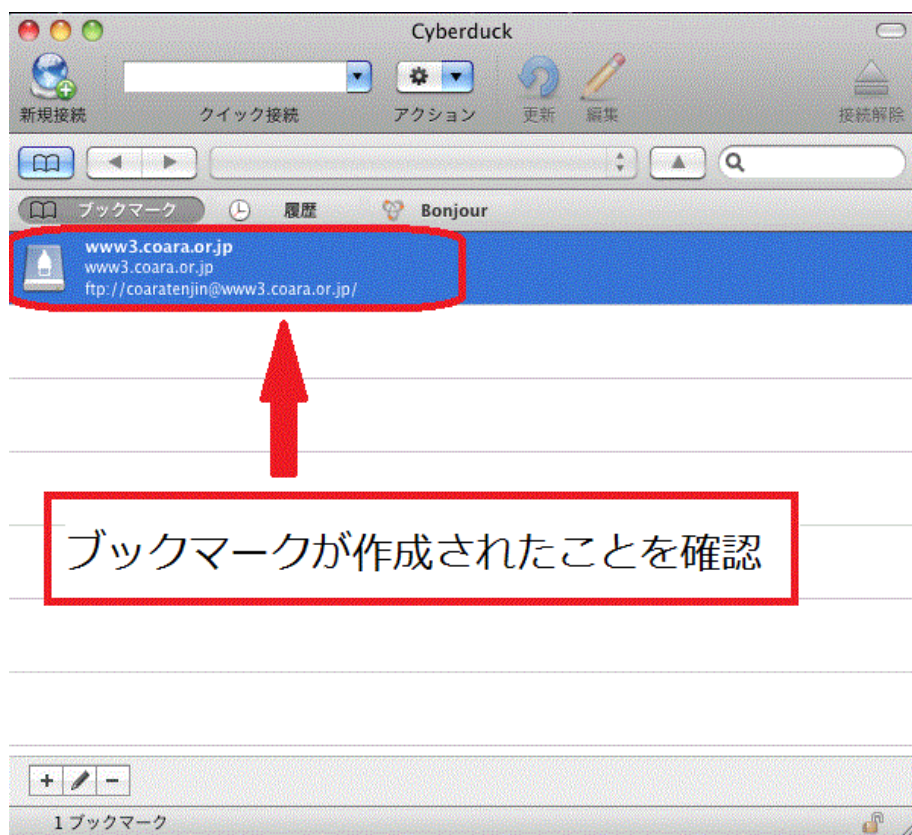 Cyberduck
新規接続
クイック接続
アクション
更新
編集
接続解除
ブックマーク
履歴
Bonjour
www3.coara.or.jp
www3.coara.or.jp
ftp://coaratenjin@www3.coara.or.jp/
ブックマークが作成されたことを確認
1 ブックマーク